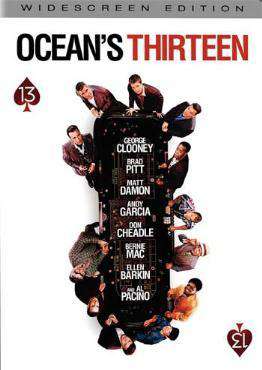 WIDESCREEN EDITION
OCEAN'S THIRTEEN
13
GEORGE
CLOONEY
BRAD
PITT
MATT
DAMON
ANDY
GARCIA
DON
CHEADLE
BERNIE
MAC
ELLEN
BARKIN
AND AL
PACINO
13